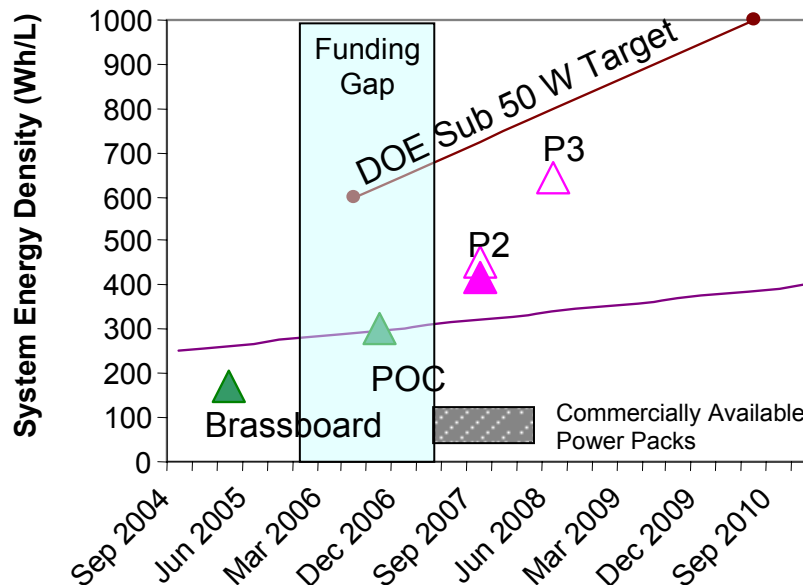 System Energy Density (Wh/L)
1000
900
800
700
600
500
400
300
200
100
0
Funding
Gap
DOE Sub 50 W Target
P3
P2
POC
Brassboard
Commercially Available
Power Packs
Sep 2004
Jun 2005
Mar 2006
Dec 2006
Sep 2007
Jun 2008
Mar 2009
Dec 2009
Sep 2010